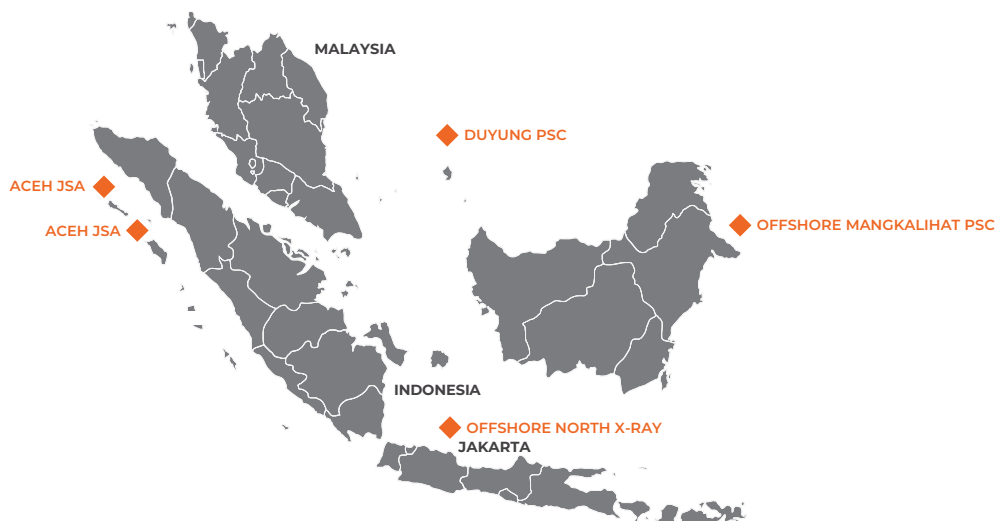 MALAYSIA
DUYUNG PSC
ACEH JSA
OFFSHORE MANGKALIHAT PSC
ACEH JSA
INDONESIA
OFFSHORE NORTH X-RAY
JAKARTA